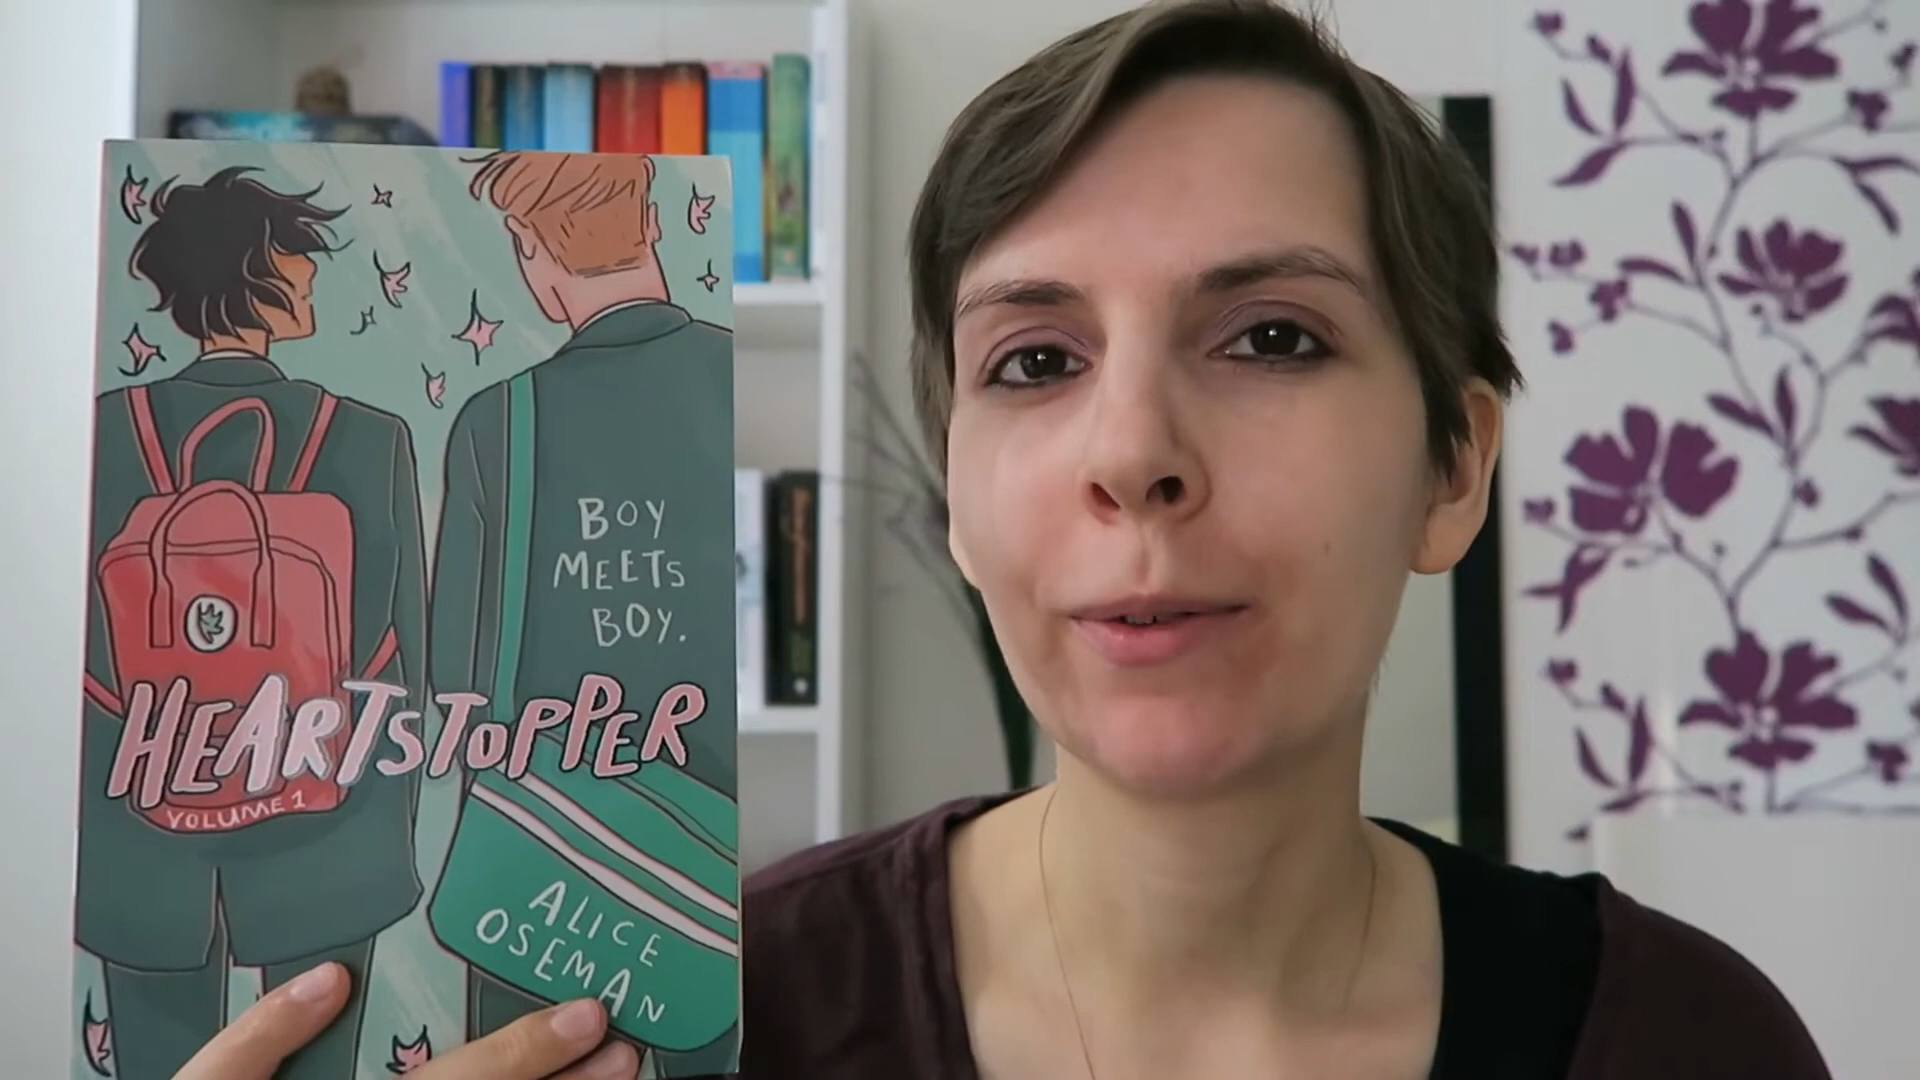 BOY
MEETS
BOY.
HEARTSTOPPER
VOLUME 1
ALICE
OSEMAN